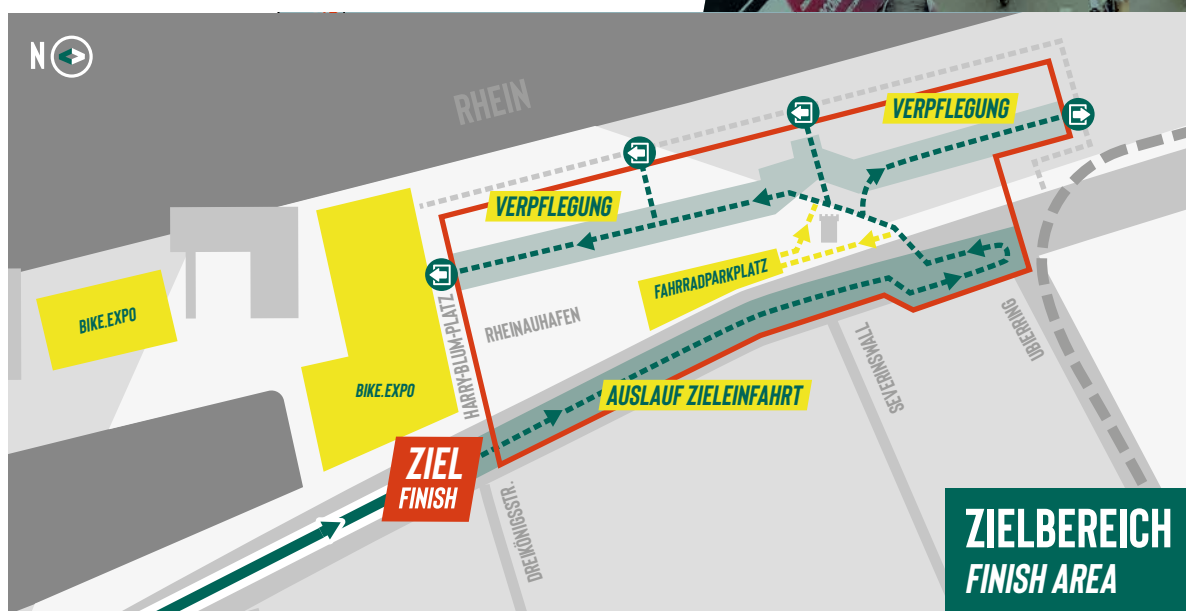 N
RHEIN
VERPFLEGUNG
VERPFLEGUNG
BIKE.EXPO
BIKE.EXPO
HARRY-BLUM-PLATZ
RHEINAUHAFEN
FAHRRADPARKPLATZ
AUSLAUF ZIELEINFAHRT
SEVERINSWALL
UBIERRING
ZIEL
FINISH
DREIKÖNIGSSTR.
ZIELBEREICH
FINISH AREA